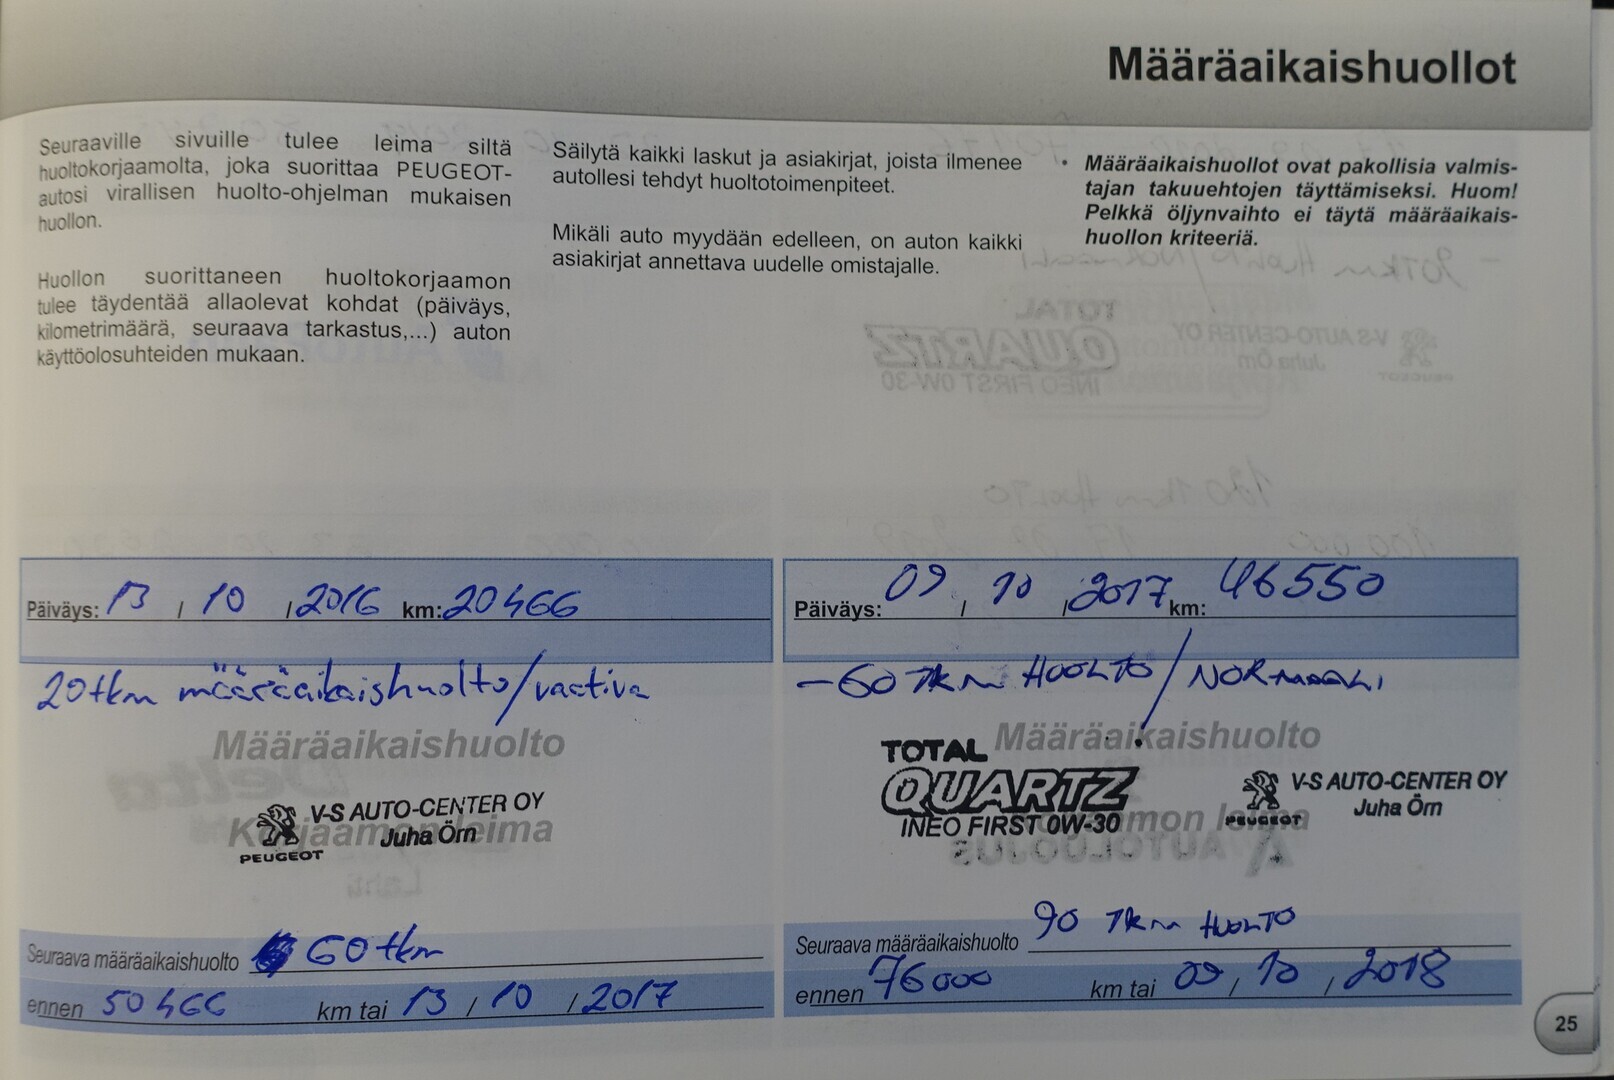 Määräaikaishuollot
Seuraaville sivuille tulee leima siltä
huoltokorjaamolta, joka suorittaa PEUGEOT-
autosi virallisen huolto-ohjelman mukaisen
huollon.
Huollon suorittaneen huoltokorjaamon
tulee täydentää allaolevat kohdat (päiväys,
kilometrimäärä, seuraava tarkastus,...) auton
käyttöolosuhteiden mukaan.
Säilytä kaikki laskut ja asiakirjat, joista ilmenee
autollesi tehdyt huoltotoimenpiteet.
Mikäli auto myydään edelleen, on auton kaikki
asiakirjat annettava uudelle omistajalle.
• Määräaikaishuollot ovat pakollisia valmis-
tajan takuuehtojen täyttämiseksi. Huom!
Pelkkä öljynvaihto ei täytä määräaikais-
huollon kriteeriä.
Päiväys: 13 / 10 / 2016 km: 20466
20tkm määräaikaishuolto/vaativa
Määräaikaishuolto
V-S AUTO-CENTER OY
Korjaamon leima
Juha Örn
PEUGEOT
Seuraava määräaikaishuolto 60tkm
ennen 50466 km tai 13 / 10 / 2017
Päiväys: 09 / 10 / 2017 km: 46550
-60 TKM HUOLTO/NORMAALI
Määräaikaishuolto
TOTAL
QUARTZ
INEO FIRST 0W-30
V-S AUTO-CENTER OY
Juha Örn
PEUGEOT
Seuraava määräaikaishuolto 90 TKM HUOLTO
ennen 76000 km tai 09 / 10 / 2018
25